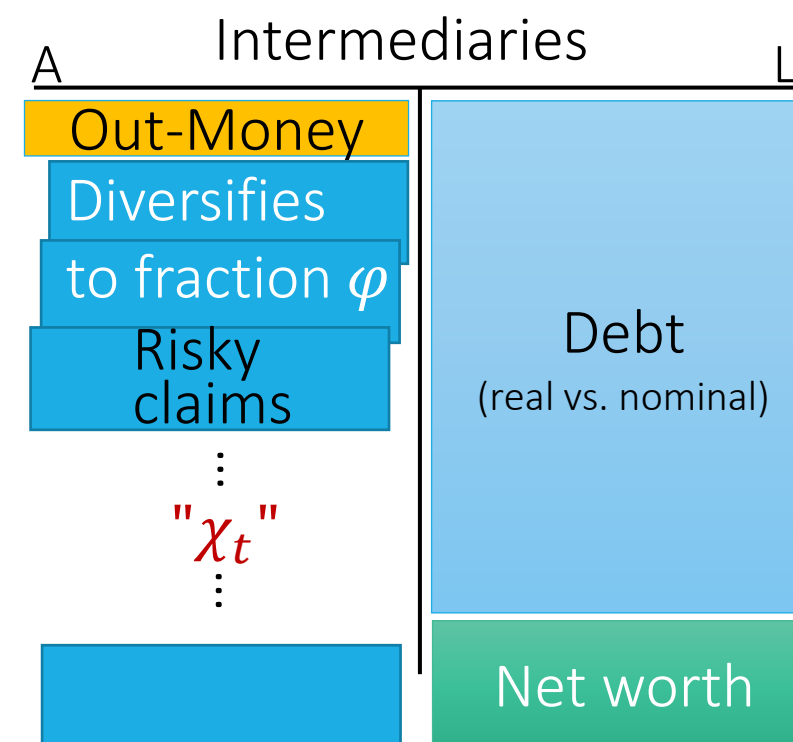 Intermediaries
A
L
Out-Money
Diversifies
to fraction φ
Risky
claims
⋮
"χₜ"
⋮
Debt
(real vs. nominal)
Net worth